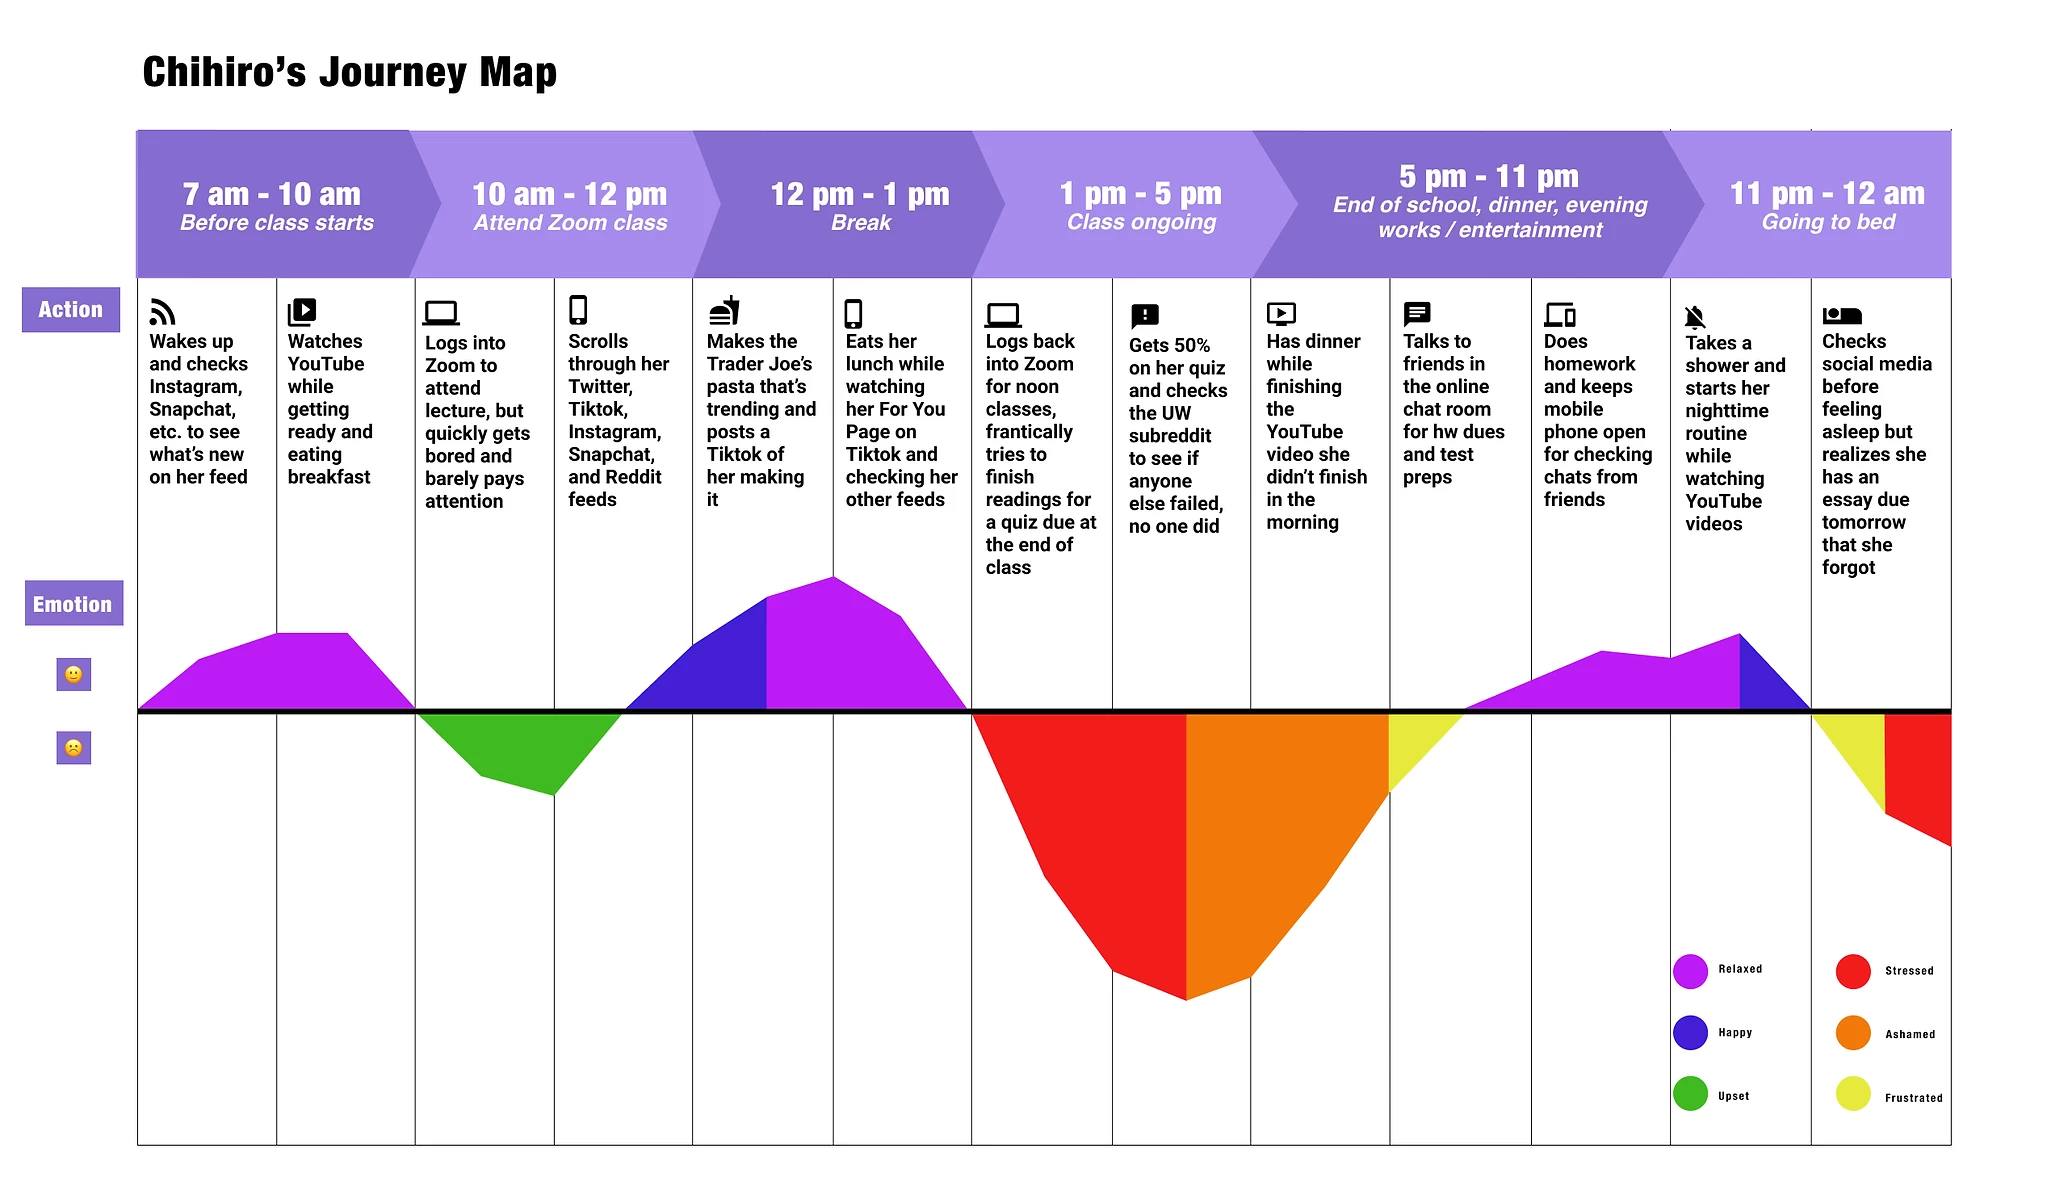 Chihiro's Journey Map
7 am - 10 am
Before class starts
10 am - 12 pm
Attend Zoom class
12 pm - 1 pm
Break
1 pm - 5 pm
Class ongoing
5 pm - 11 pm
End of school, dinner, evening
works / entertainment
11 pm - 12 am
Going to bed
Action
Wakes up
and checks
Instagram,
Snapchat,
etc. to see
what's new
on her feed
Watches
YouTube
while
getting
ready and
eating
breakfast
Logs into
Zoom to
attend
lecture, but
quickly gets
bored and
barely pays
attention
Scrolls
through her
Twitter,
Tiktok,
Instagram,
Snapchat,
and Reddit
feeds
Makes the
Trader Joe's
pasta that's
trending and
posts a
Tiktok of
her making
it
Eats her
lunch while
watching
her For You
Page on
Tiktok and
checking her
other feeds
Logs back
into Zoom
for noon
classes,
frantically
tries to
finish
readings for
a quiz due at
the end of
class
Gets 50%
on her quiz
and checks
the UW
subreddit
to see if
anyone
else failed,
no one did
Has dinner
while
finishing
the
YouTube
video she
didn't finish
in the
morning
Talks to
friends in
the online
chat room
for hw dues
and test
preps
Does
homework
and keeps
mobile
phone open
for checking
chats from
friends
Takes a
shower and
starts her
nighttime
routine
while
watching
YouTube
videos
Checks
social media
before
feeling
asleep but
realizes she
has an
essay due
tomorrow
that she
forgot
Emotion
Relaxed
Stressed
Happy
Ashamed
Upset
Frustrated